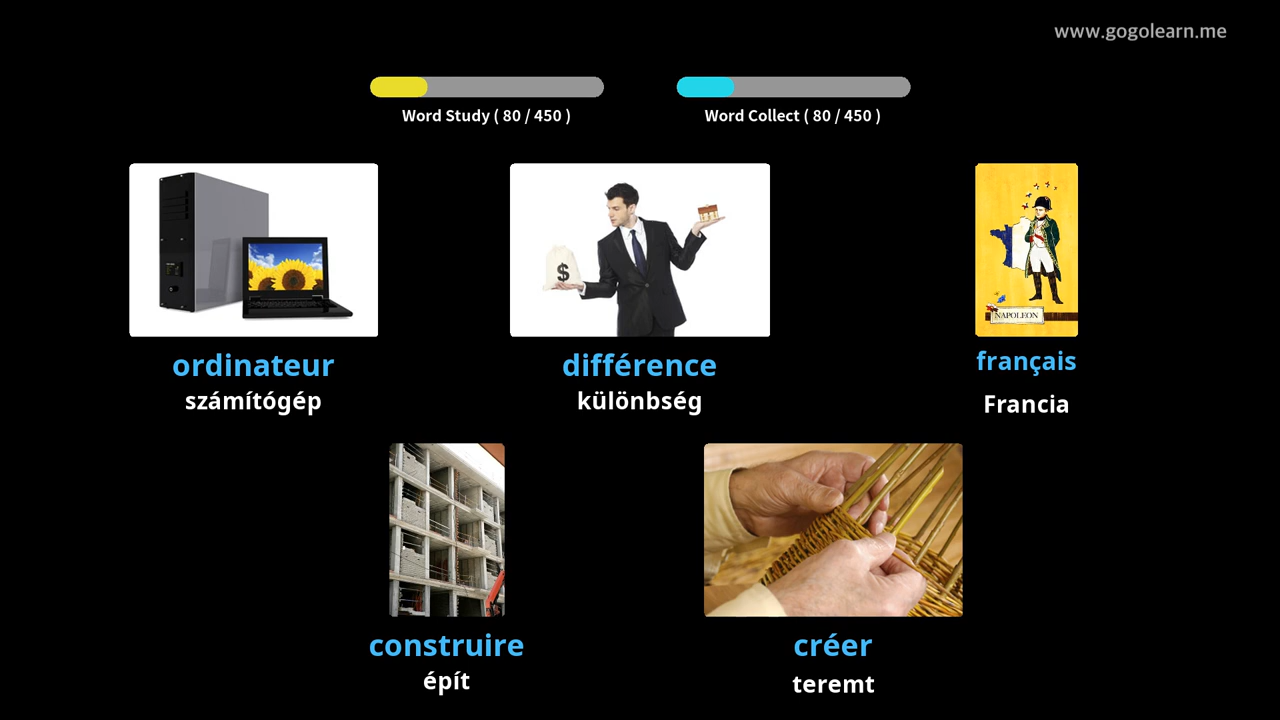 www.gogolearn.me
Word Study ( 80 / 450 )
Word Collect ( 80 / 450 )
$
NAPOLEON
ordinateur
différence
français
számítógép
különbség
Francia
construire
créer
épít
teremt